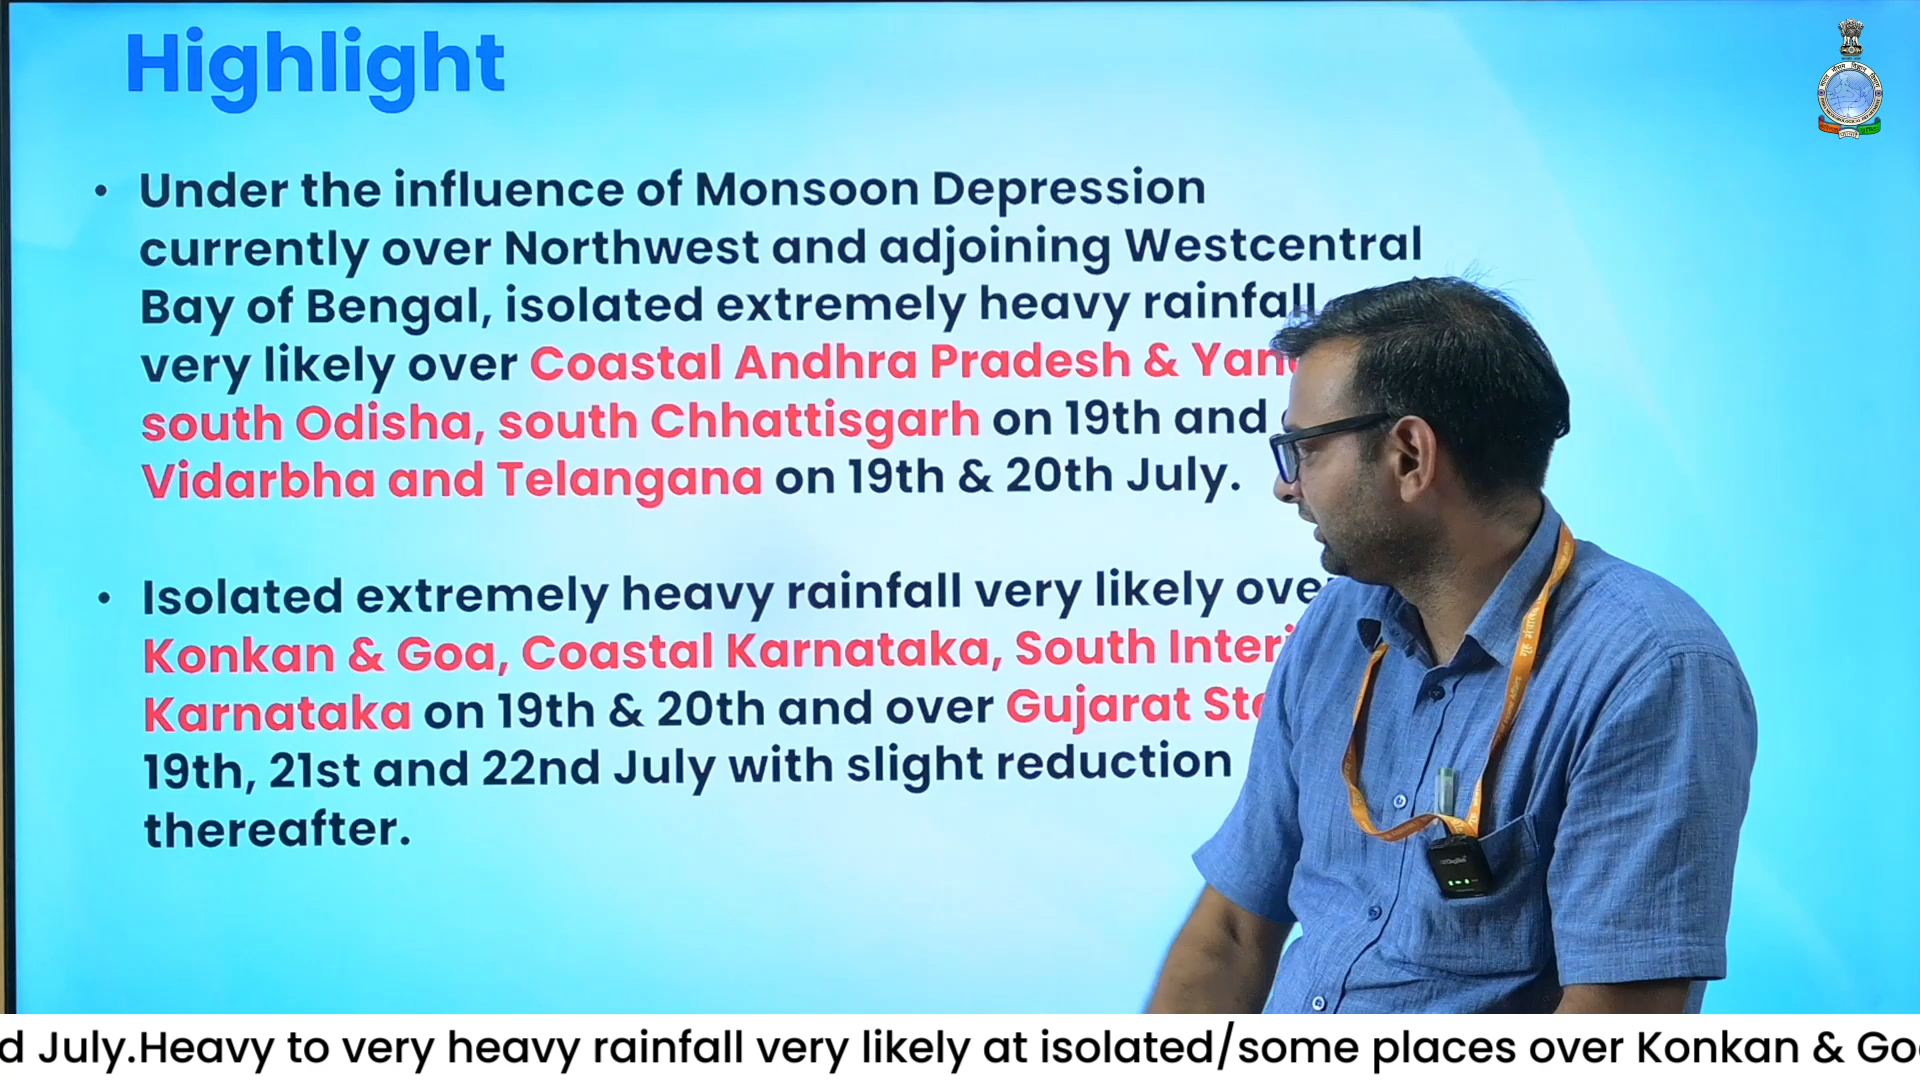 Highlight
• Under the influence of Monsoon Depression
currently over Northwest and adjoining Westcentral
Bay of Bengal, isolated extremely heavy rainfall
very likely over Coastal Andhra Pradesh &
south Odisha, south Chhattisgarh on 19th and
Vidarbha and Telangana on 19th & 20th July.
• Isolated extremely heavy rainfall very likely
Konkan & Goa, Coastal Karnataka, South
Karnataka on 19th & 20th and over Gujarat
19th, 21st and 22nd July with slight reduction
thereafter.
July.Heavy to very heavy rainfall very likely at isolated/some places over Konkan &